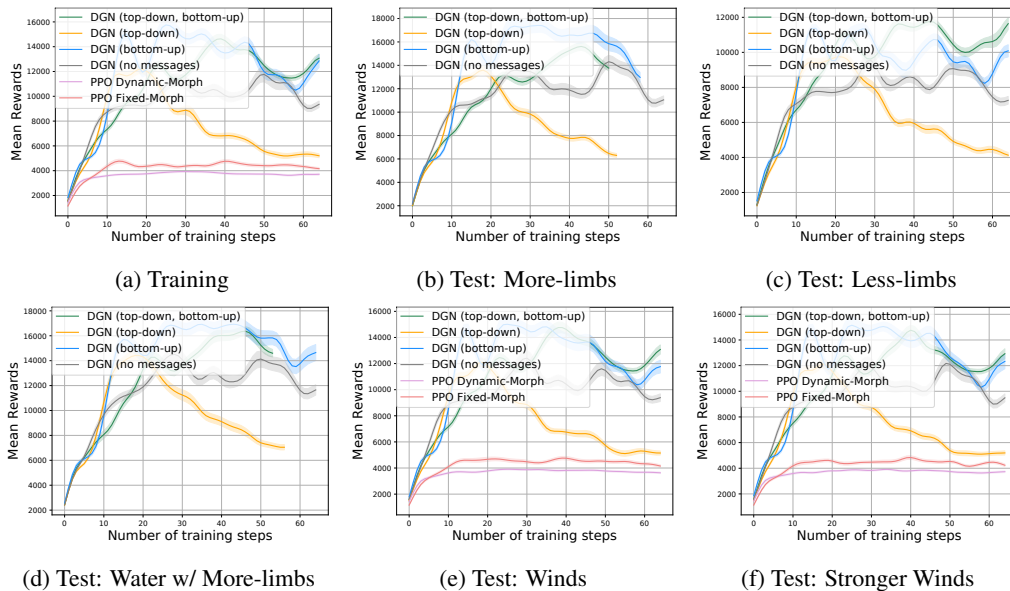 16000
14000
12000
10000
8000
6000
4000
2000
0 10 20 30 40 50 60
Mean Rewards
Number of training steps
DGN (top-down, bottom-up)
DGN (top-down)
DGN (bottom-up)
DGN (no messages)
PPO Dynamic-Morph
PPO Fixed-Morph
(a) Training
18000
16000
14000
12000
10000
8000
6000
4000
2000
0 10 20 30 40 50 60
Mean Rewards
Number of training steps
DGN (top-down, bottom-up)
DGN (top-down)
DGN (bottom-up)
DGN (no messages)
(b) Test: More-limbs
12000
10000
8000
6000
4000
2000
0 10 20 30 40 50 60
Mean Rewards
Number of training steps
DGN (top-down, bottom-up)
DGN (top-down)
DGN (bottom-up)
DGN (no messages)
(c) Test: Less-limbs
18000
16000
14000
12000
10000
8000
6000
4000
2000
0 10 20 30 40 50 60
Mean Rewards
Number of training steps
DGN (top-down, bottom-up)
DGN (top-down)
DGN (bottom-up)
DGN (no messages)
(d) Test: Water w/ More-limbs
16000
14000
12000
10000
8000
6000
4000
2000
0 10 20 30 40 50 60
Mean Rewards
Number of training steps
DGN (top-down, bottom-up)
DGN (top-down)
DGN (bottom-up)
DGN (no messages)
PPO Dynamic-Morph
PPO Fixed-Morph
(e) Test: Winds
16000
14000
12000
10000
8000
6000
4000
2000
0 10 20 30 40 50 60
Mean Rewards
Number of training steps
DGN (top-down, bottom-up)
DGN (top-down)
DGN (bottom-up)
DGN (no messages)
PPO Dynamic-Morph
PPO Fixed-Morph
(f) Test: Stronger Winds